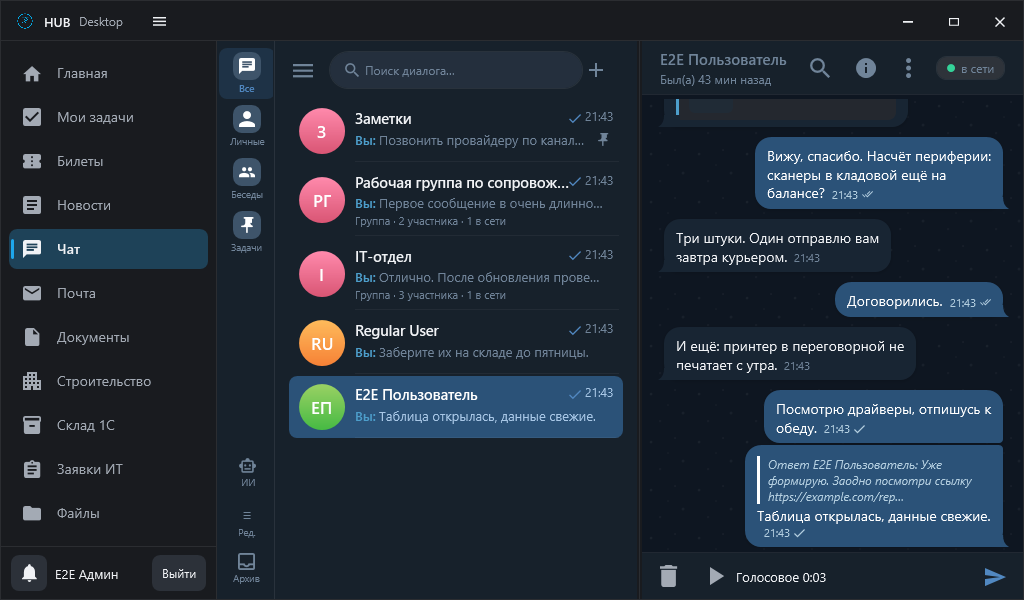 HUB Desktop
Главная
Мои задачи
Билеты
Новости
Чат
Почта
Документы
Строительство
Склад 1С
Заявки ИТ
Файлы
E2E Админ
Выйти
Все
Личные
Беседы
Задачи
ИИ
Ред.
Архив
Поиск диалога...
З
Заметки
21:43
Вы: Позвонить провайдеру по канал...
РГ
Рабочая группа по сопровож...
21:43
Вы: Первое сообщение в очень длинно...
Группа · 2 участника · 1 в сети
I
IT-отдел
21:43
Вы: Отлично. После обновления прове...
Группа · 3 участника · 1 в сети
RU
Regular User
21:43
Вы: Заберите их на складе до пятницы.
ЕП
E2E Пользователь
21:43
Вы: Таблица открылась, данные свежие.
E2E Пользователь
Был(а) 43 мин назад
в сети
Вижу, спасибо. Насчёт периферии:
сканеры в кладовой ещё на
балансе? 21:43
Три штуки. Один отправлю вам
завтра курьером. 21:43
Договорились. 21:43
И ещё: принтер в переговорной не
печатает с утра. 21:43
Посмотрю драйверы, отпишусь к
обеду. 21:43
Ответ E2E Пользователь: Уже
формирую. Заодно посмотри ссылку
https://example.com/rep...
Таблица открылась, данные свежие.
21:43
Голосовое 0:03